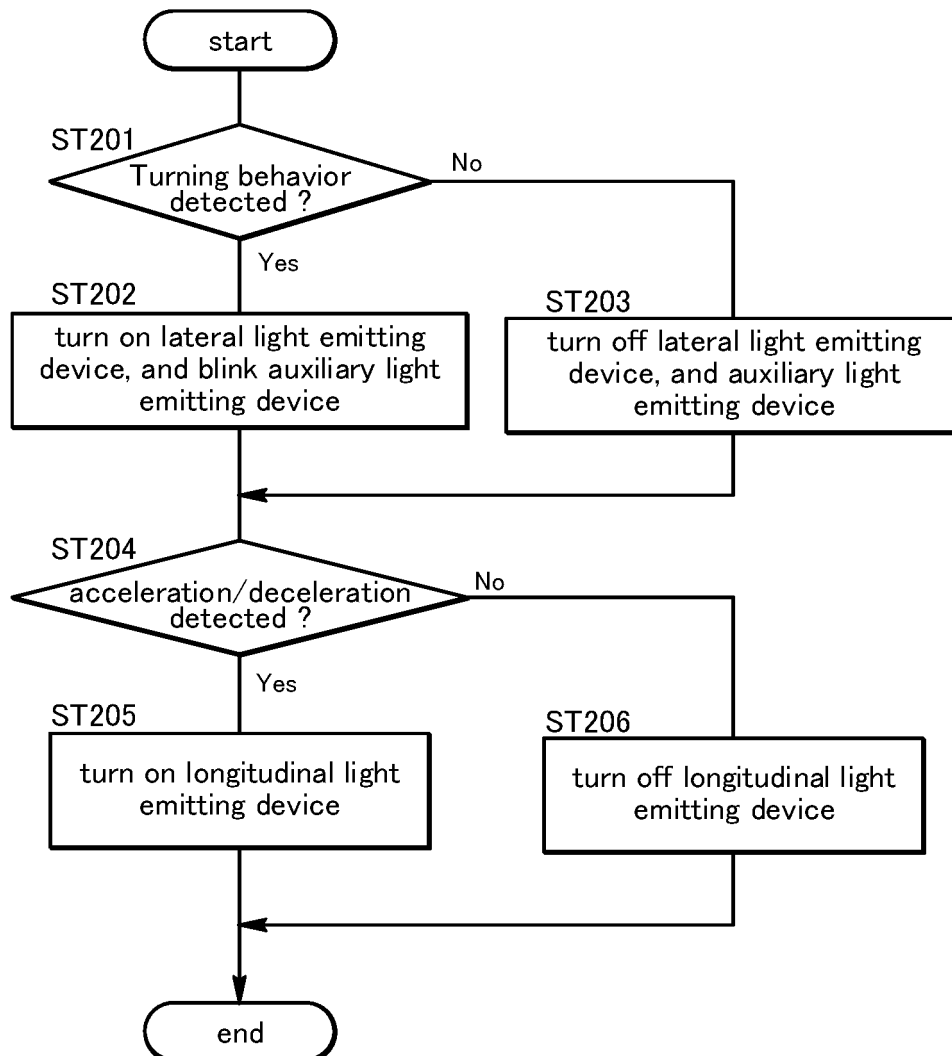 start
ST201
Turning behavior
detected ?
No
Yes
ST202
turn on lateral light emitting
device, and blink auxiliary light
emitting device
ST203
turn off lateral light emitting
device, and auxiliary light
emitting device
ST204
acceleration/deceleration
detected ?
No
Yes
ST205
turn on longitudinal light
emitting device
ST206
turn off longitudinal light
emitting device
end